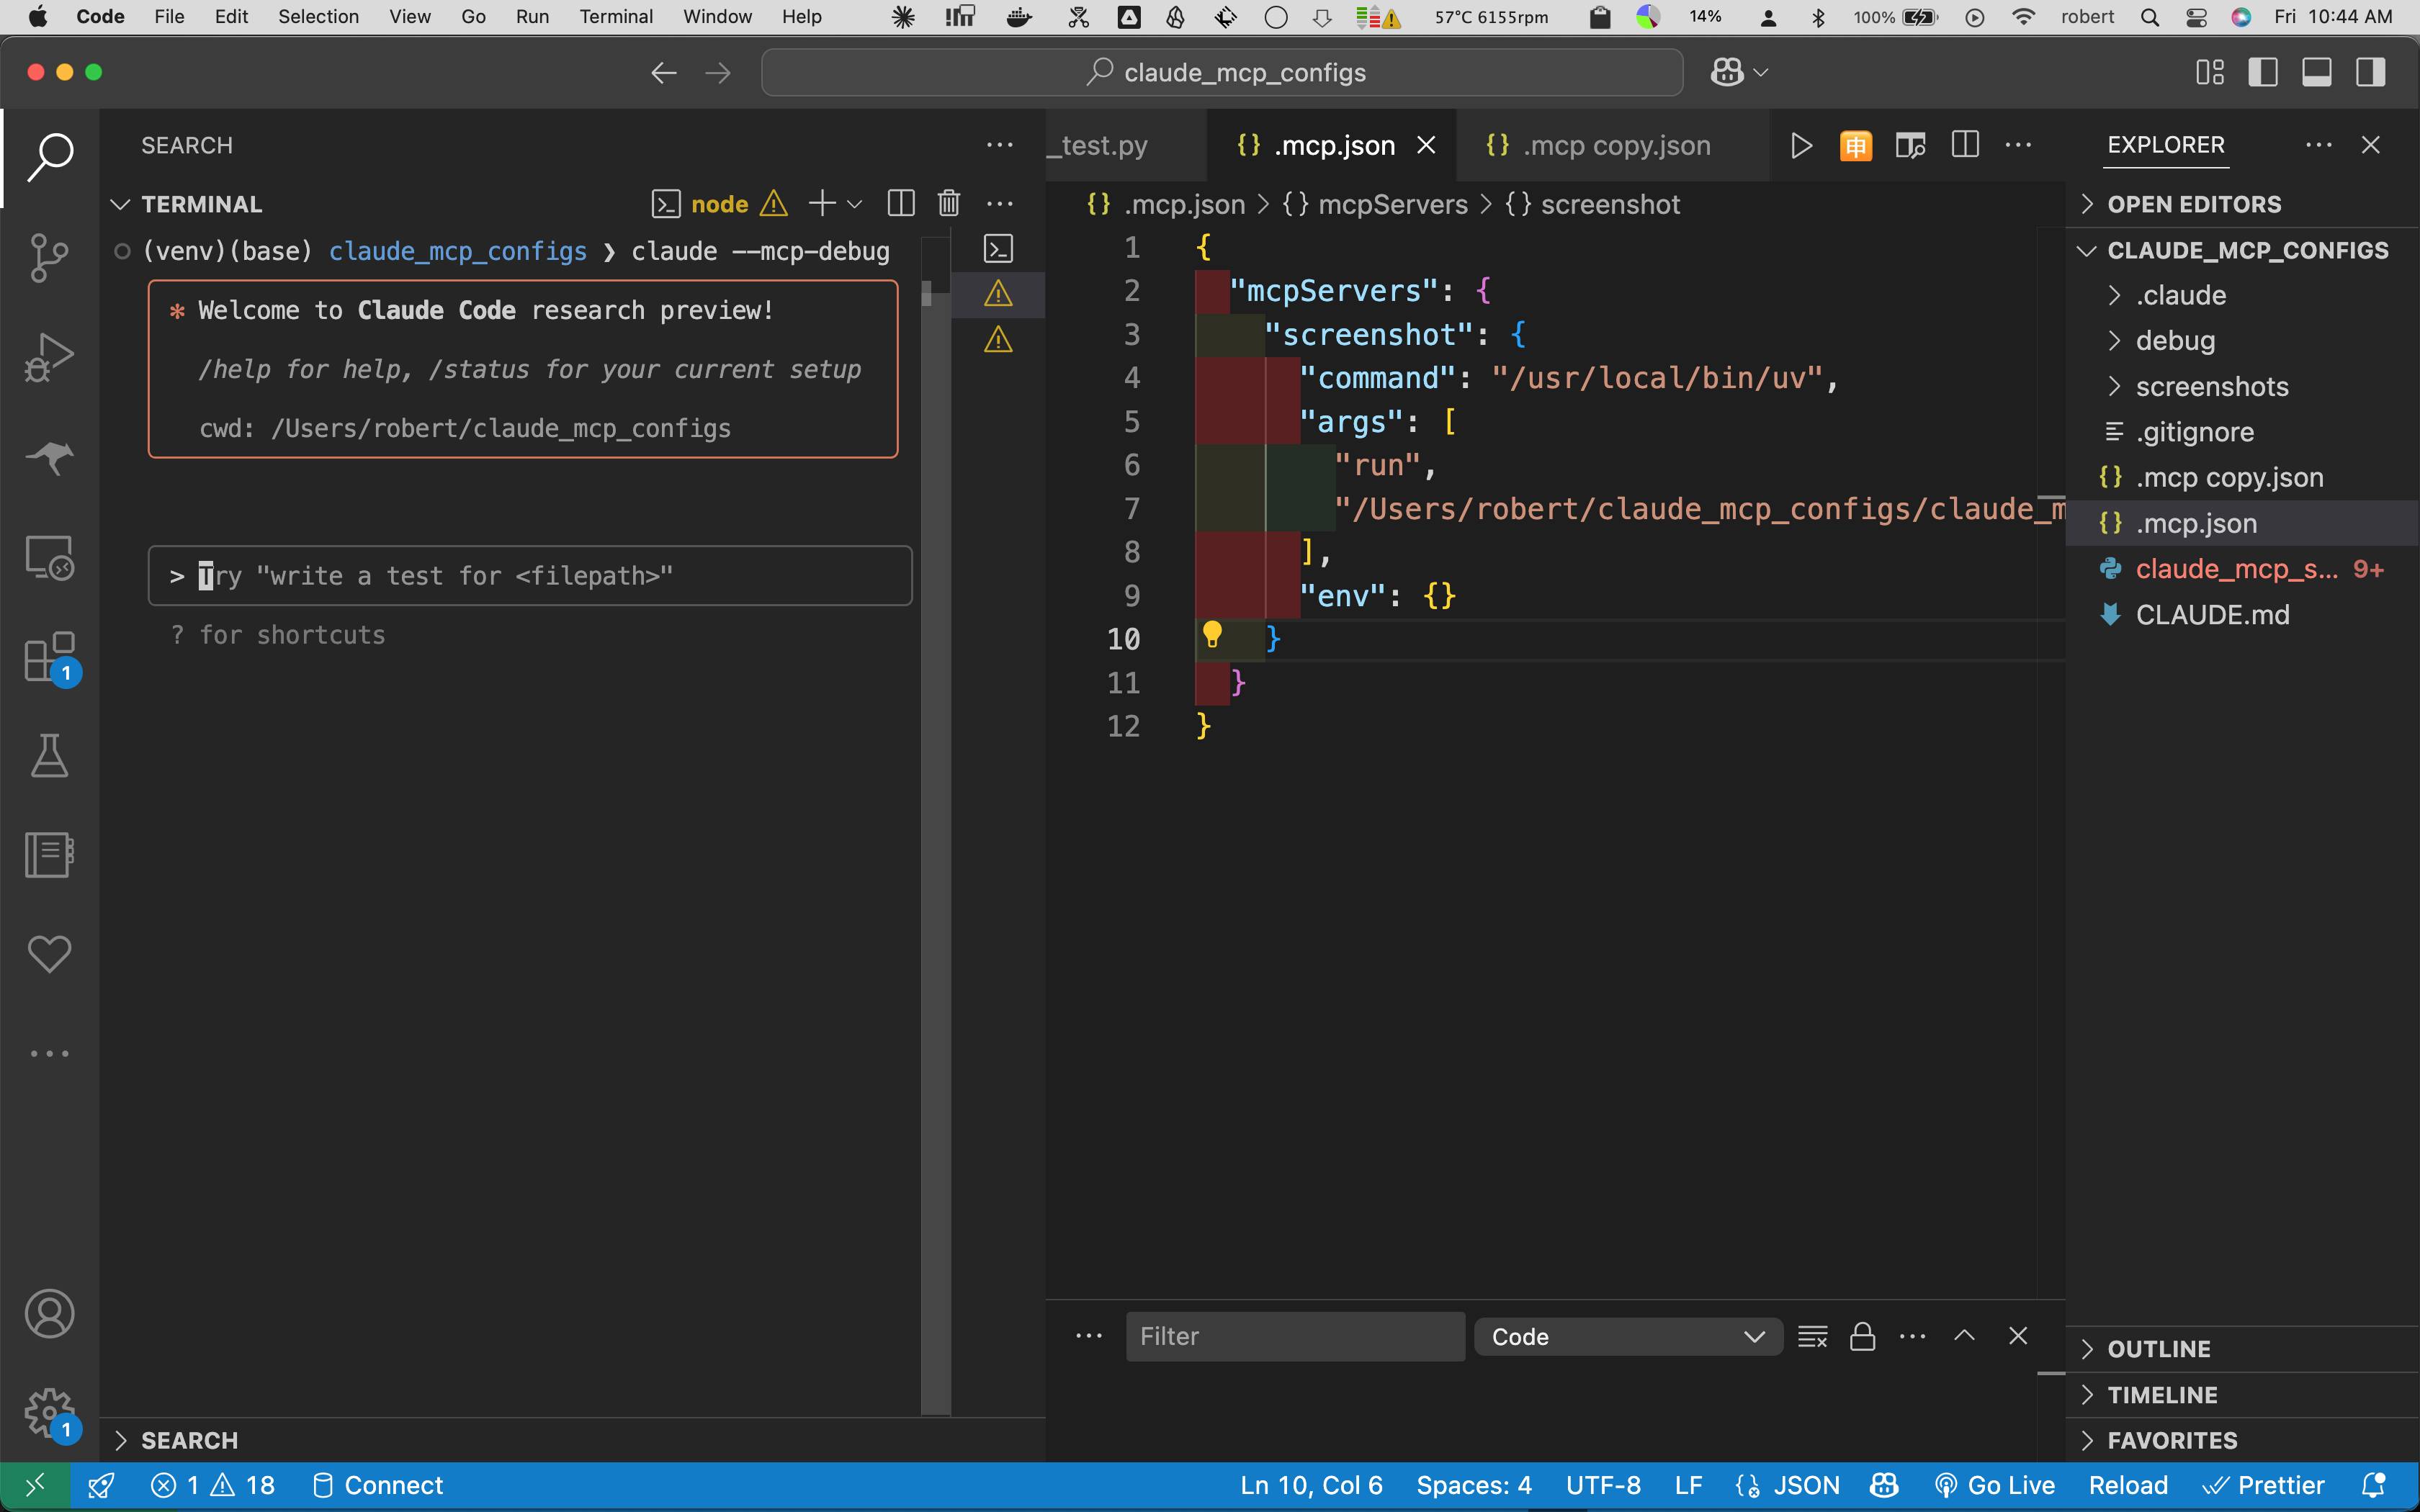 Code File Edit Selection View Go Run Terminal Window Help 57°C 6155rpm 14% 100% robert Fri 10:44 AM
claude_mcp_configs
SEARCH
TERMINAL
node
(venv)(base) claude_mcp_configs ❯ claude --mcp-debug
* Welcome to Claude Code research preview!
/help for help, /status for your current setup
cwd: /Users/robert/claude_mcp_configs
> Try "write a test for <filepath>"
? for shortcuts
SEARCH
_test.py {} .mcp.json {} .mcp copy.json
申
{} .mcp.json > {} mcpServers > {} screenshot
1 {
2 "mcpServers": {
3 "screenshot": {
4 "command": "/usr/local/bin/uv",
5 "args": [
6 "run",
7 "/Users/robert/claude_mcp_configs/claude_m
8 ],
9 "env": {}
10 }
11 }
12 }
Filter Code
EXPLORER
OPEN EDITORS
CLAUDE_MCP_CONFIGS
.claude
debug
screenshots
.gitignore
{} .mcp copy.json
{} .mcp.json
claude_mcp_s... 9+
CLAUDE.md
OUTLINE
TIMELINE
FAVORITES
1
1
1 18 Connect Ln 10, Col 6 Spaces: 4 UTF-8 LF JSON Go Live Reload Prettier